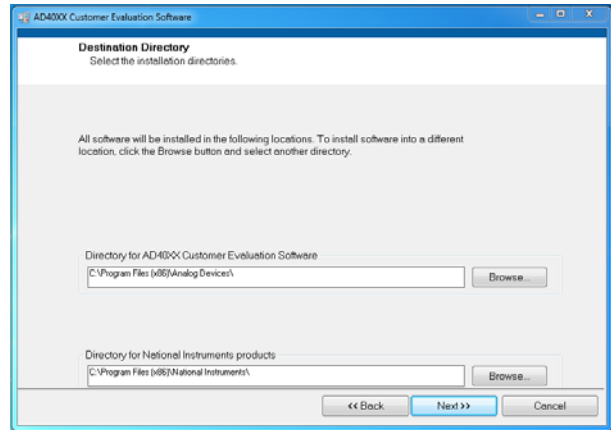 AD40XX Customer Evaluation Software
Destination Directory
Select the installation directories.
All software will be installed in the following locations. To install software into a different
location, click the Browse button and select another directory.
Directory for AD40XX Customer Evaluation Software
C:\Program Files (x86)\Analog Devices\
Browse...
Directory for National Instruments products
C:\Program Files (x86)\National Instruments\
Browse...
<< Back
Next >>
Cancel